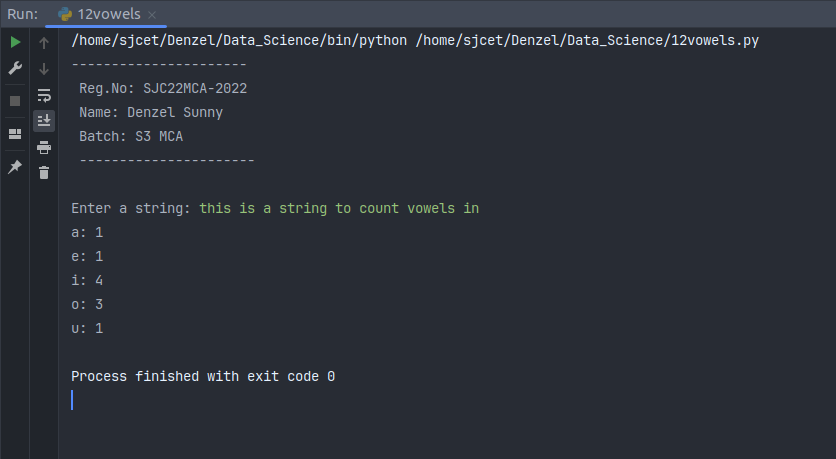 Run: 12vowels
/home/sjcet/Denzel/Data_Science/bin/python /home/sjcet/Denzel/Data_Science/12vowels.py
----------------------
Reg.No: SJC22MCA-2022
Name: Denzel Sunny
Batch: S3 MCA
----------------------
Enter a string: this is a string to count vowels in
a: 1
e: 1
i: 4
o: 3
u: 1
Process finished with exit code 0